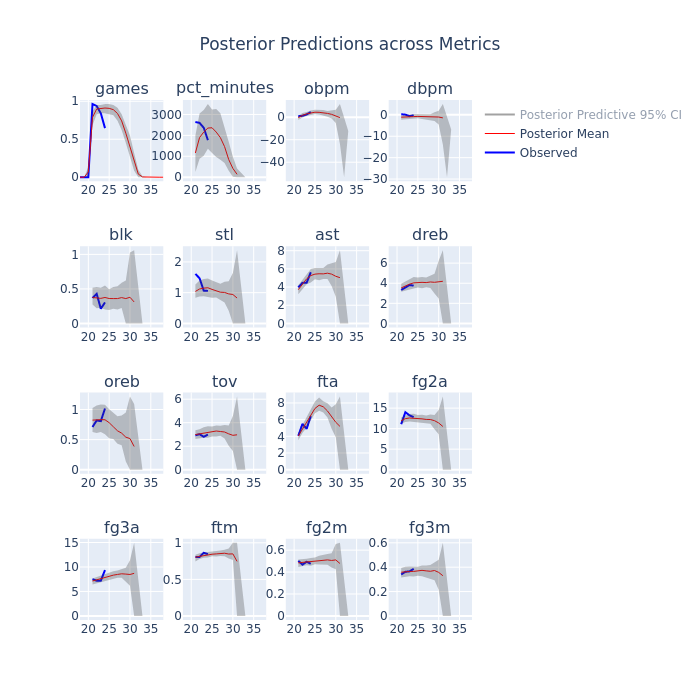 Posterior Predictions across Metrics
games pct_minutes obpm dbpm
Posterior Predictive 95% CI
Posterior Mean
Observed
1
0.5
0
20 25 30 35
3000
2000
1000
0
20 25 30 35
0
−20
−40
20 25 30 35
0
−10
−20
−30
20 25 30 35
blk stl ast dreb
1
0.5
0
20 25 30 35
2
1
0
20 25 30 35
8
6
4
2
0
20 25 30 35
6
4
2
0
20 25 30 35
oreb tov fta fg2a
1
0.5
0
20 25 30 35
6
4
2
0
20 25 30 35
8
6
4
2
0
20 25 30 35
15
10
5
0
20 25 30 35
fg3a ftm fg2m fg3m
15
10
5
0
20 25 30 35
1
0.5
0
20 25 30 35
0.6
0.4
0.2
0
20 25 30 35
0.6
0.4
0.2
0
20 25 30 35